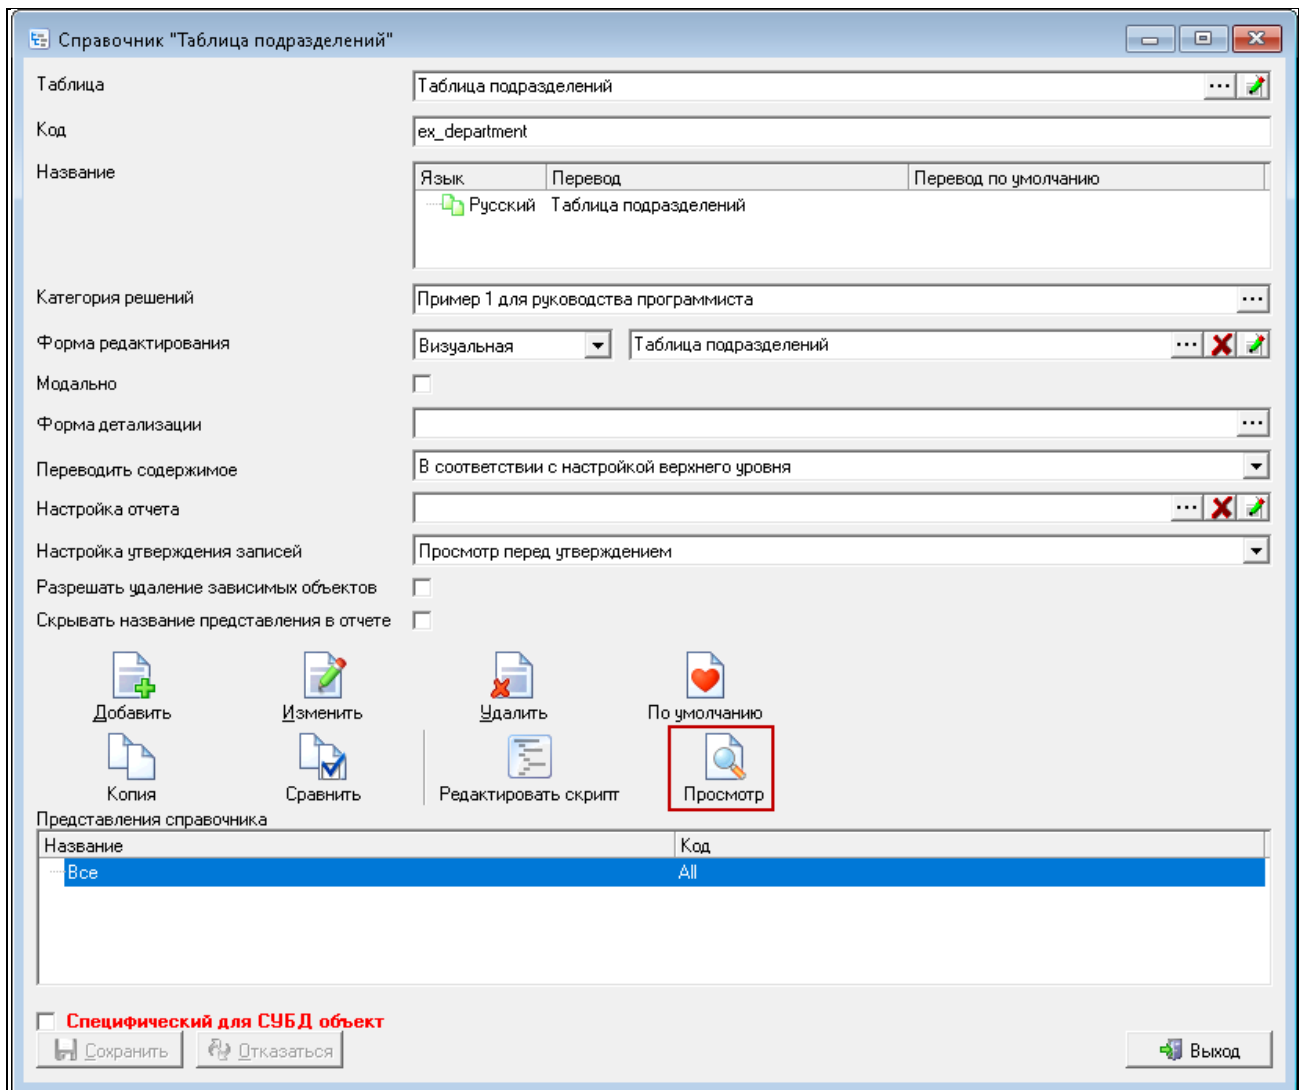 Справочник "Таблица подразделений"
Таблица
Таблица подразделений
Код
ex_department
Название
Язык Перевод Перевод по умолчанию
Русский Таблица подразделений
Категория решений
Пример 1 для руководства программиста
Форма редактирования
Визуальная
Таблица подразделений
Модально
Форма детализации
Переводить содержимое
В соответствии с настройкой верхнего уровня
Настройка отчета
Настройка утверждения записей
Просмотр перед утверждением
Разрешать удаление зависимых объектов
Скрывать название представления в отчете
Добавить Изменить Удалить По умолчанию
Копия Сравнить Редактировать скрипт Просмотр
Представления справочника
Название Код
Все All
Специфический для СУБД объект
Сохранить Отказаться Выход